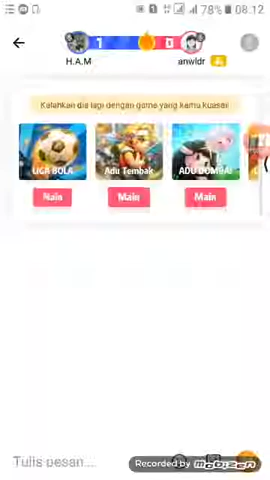 78% 08.12
1 0
H.A.M anwldr
Kalahkan dia lagi dengan game yang kamu kuasai!
LIGA BOLA Adu Tembak ADU DOMBA!
Main Main Main
Tulis pesan...
Recorded by MOBIZEN